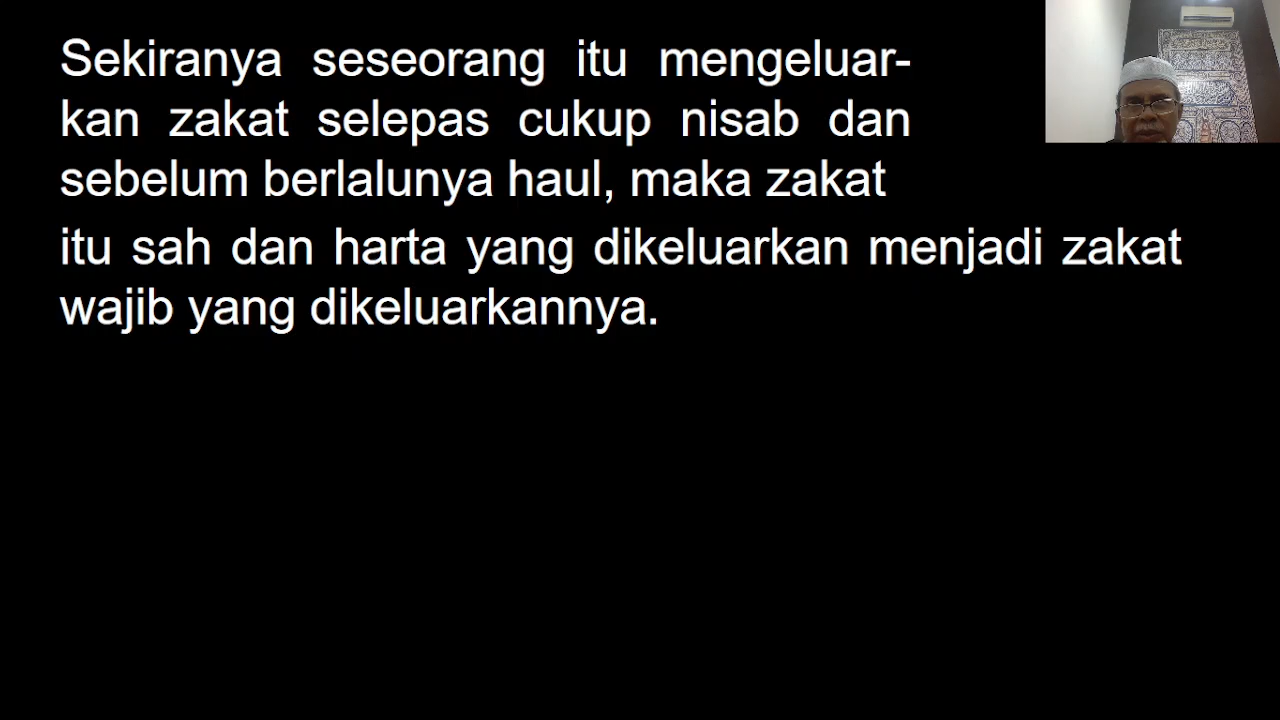 Sekiranya seseorang itu mengeluar-
kan zakat selepas cukup nisab dan
sebelum berlalunya haul, maka zakat
itu sah dan harta yang dikeluarkan menjadi zakat
wajib yang dikeluarkannya.